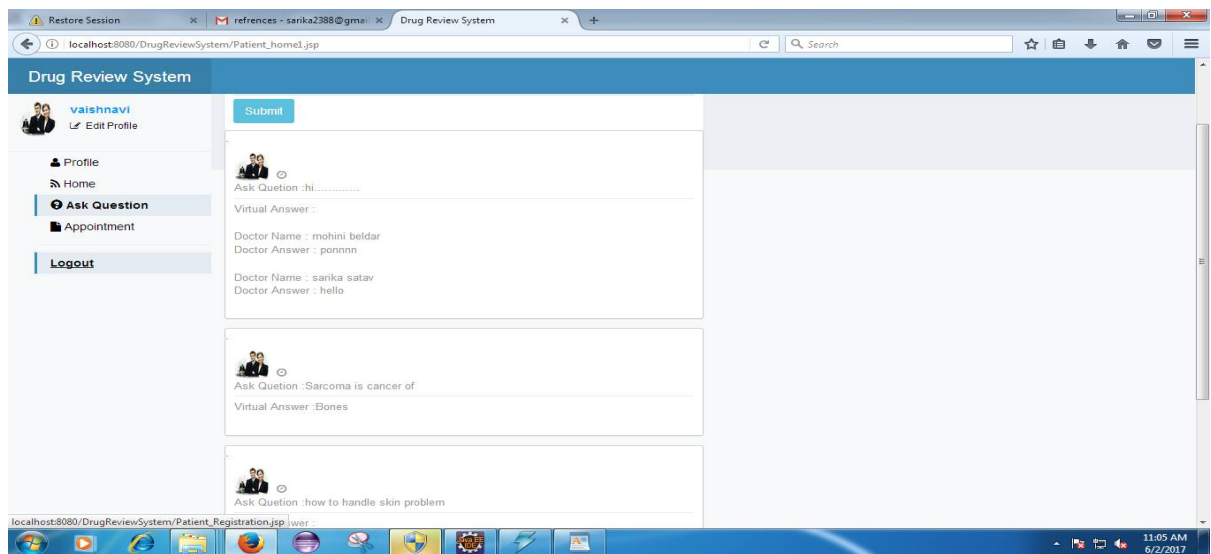 Restore Session
refrences - sarika2388@gmail
Drug Review System
localhost:8080/DrugReviewSystem/Patient_home1.jsp
Search
Drug Review System
vaishnavi
Edit Profile
Profile
Home
Ask Question
Appointment
Logout
Submit
Ask Quetion :hi.............
Virtual Answer :
Doctor Name : mohini beldar
Doctor Answer : ponnnn
Doctor Name : sarika satav
Doctor Answer : hello
Ask Quetion :Sarcoma is cancer of
Virtual Answer :Bones
Ask Quetion :how to handle skin problem
localhost:8080/DrugReviewSystem/Patient_Registration.jsp
Java EE
IDE
11:05 AM
6/2/2017